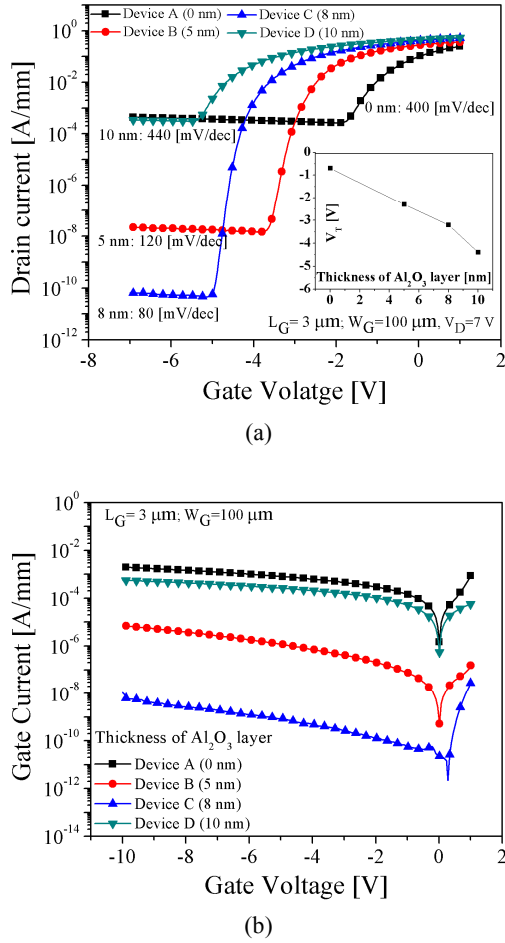 (a)
Device A (0 nm) Device C (8 nm)
Device B (5 nm) Device D (10 nm)
10^0
10^-2
10^-4
10^-6
10^-8
10^-10
10^-12
Drain current [A/mm]
0 nm: 400 [mV/dec]
10 nm: 440 [mV/dec]
5 nm: 120 [mV/dec]
8 nm: 80 [mV/dec]
-1
-2
-3
-4
-5
-6
V_T [V]
Thickness of Al2O3 layer [nm]
0 2 4 6 8 10
L_G= 3 μm; W_G=100 μm, V_D=7 V
-8 -6 -4 -2 0 2
Gate Volatge [V]
(a)
10^0
10^-2
10^-4
10^-6
10^-8
10^-10
10^-12
10^-14
Gate Current [A/mm]
L_G= 3 μm; W_G=100 μm
Thickness of Al2O3 layer
Device A (0 nm)
Device B (5 nm)
Device C (8 nm)
Device D (10 nm)
-10 -8 -6 -4 -2 0 2
Gate Voltage [V]
(b)